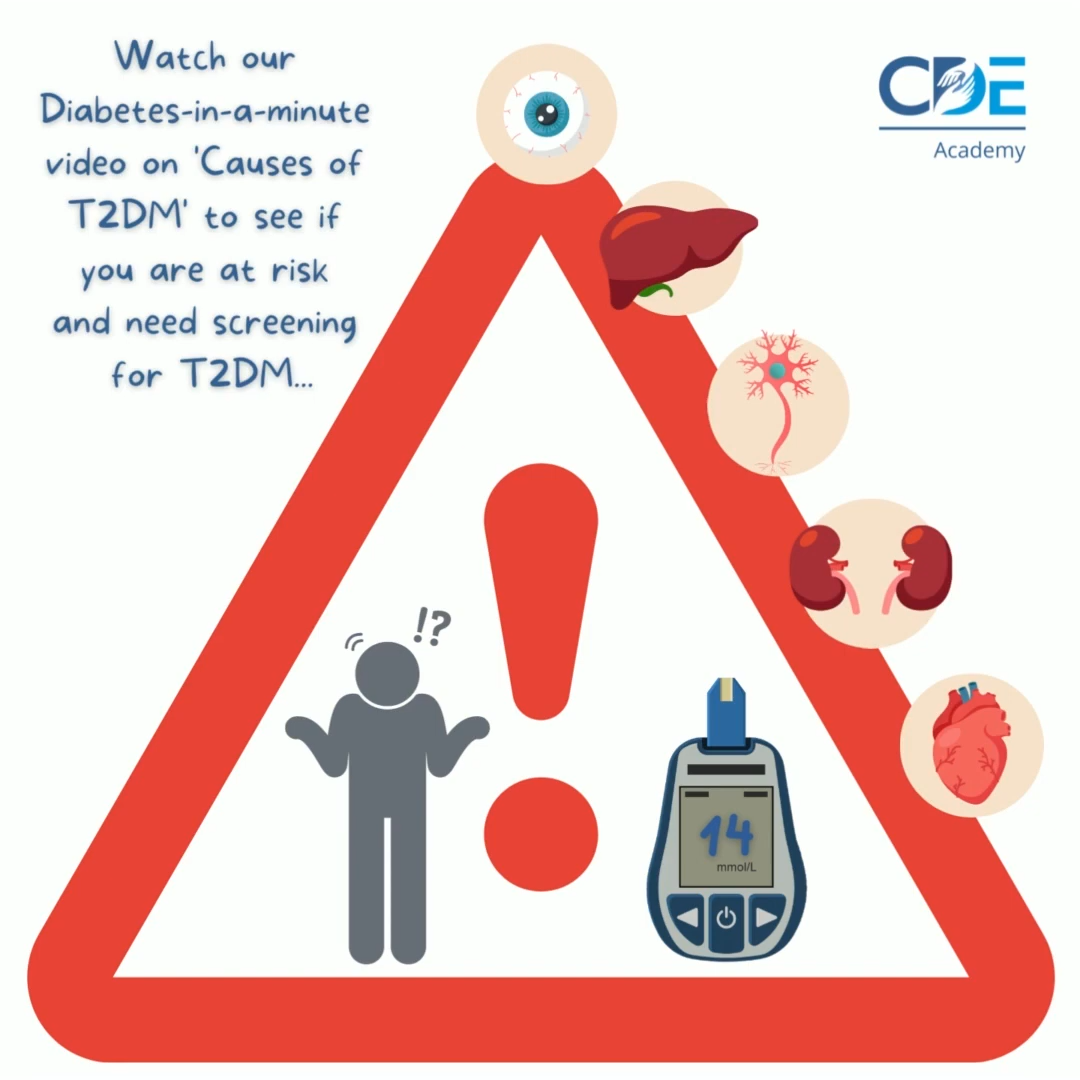 Watch our
Diabetes-in-a-minute
video on 'Causes of
T2DM' to see if
you are at risk
and need screening
for T2DM...
CDE
Academy
!?
14
mmol/L